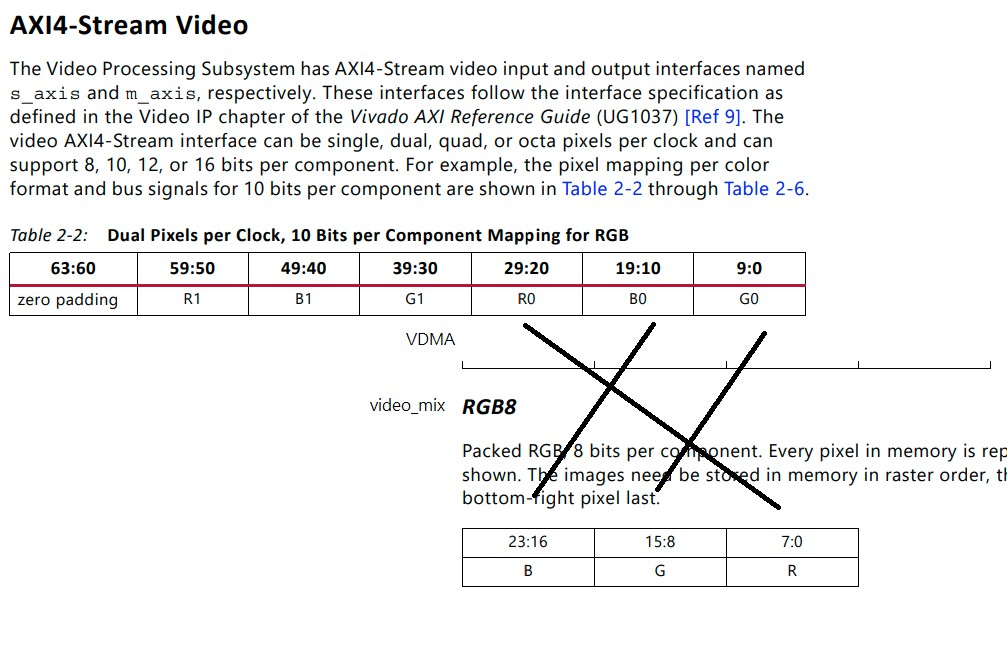 AXI4-Stream Video
The Video Processing Subsystem has AXI4-Stream video input and output interfaces named
s_axis and m_axis, respectively. These interfaces follow the interface specification as
defined in the Video IP chapter of the Vivado AXI Reference Guide (UG1037) [Ref 9]. The
video AXI4-Stream interface can be single, dual, quad, or octa pixels per clock and can
support 8, 10, 12, or 16 bits per component. For example, the pixel mapping per color
format and bus signals for 10 bits per component are shown in Table 2-2 through Table 2-6.
Table 2-2: Dual Pixels per Clock, 10 Bits per Component Mapping for RGB
63:60 59:50 49:40 39:30 29:20 19:10 9:0
zero padding R1 B1 G1 R0 B0 G0
VDMA
video_mix RGB8
Packed RGB, 8 bits per component. Every pixel in memory is rep
shown. The images need be stored in memory in raster order, th
bottom-right pixel last.
23:16 15:8 7:0
B G R